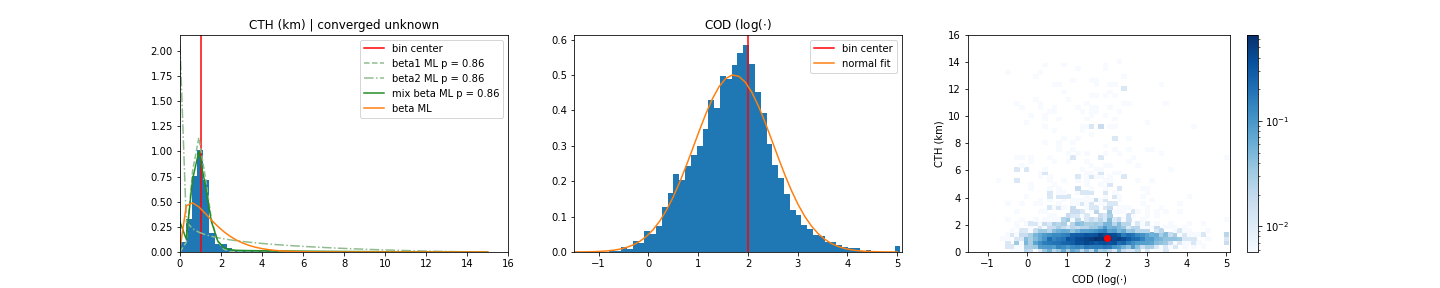 CTH (km) | converged unknown
2.00
1.75
1.50
1.25
1.00
0.75
0.50
0.25
0.00
0 2 4 6 8 10 12 14 16
bin center
beta1 ML p = 0.86
beta2 ML p = 0.86
mix beta ML p = 0.86
beta ML
COD (log(·)
0.6
0.5
0.4
0.3
0.2
0.1
0.0
−1 0 1 2 3 4 5
bin center
normal fit
CTH (km)
16
14
12
10
8
6
4
2
0
−1 0 1 2 3 4 5
COD (log(·)
10−1
10−2